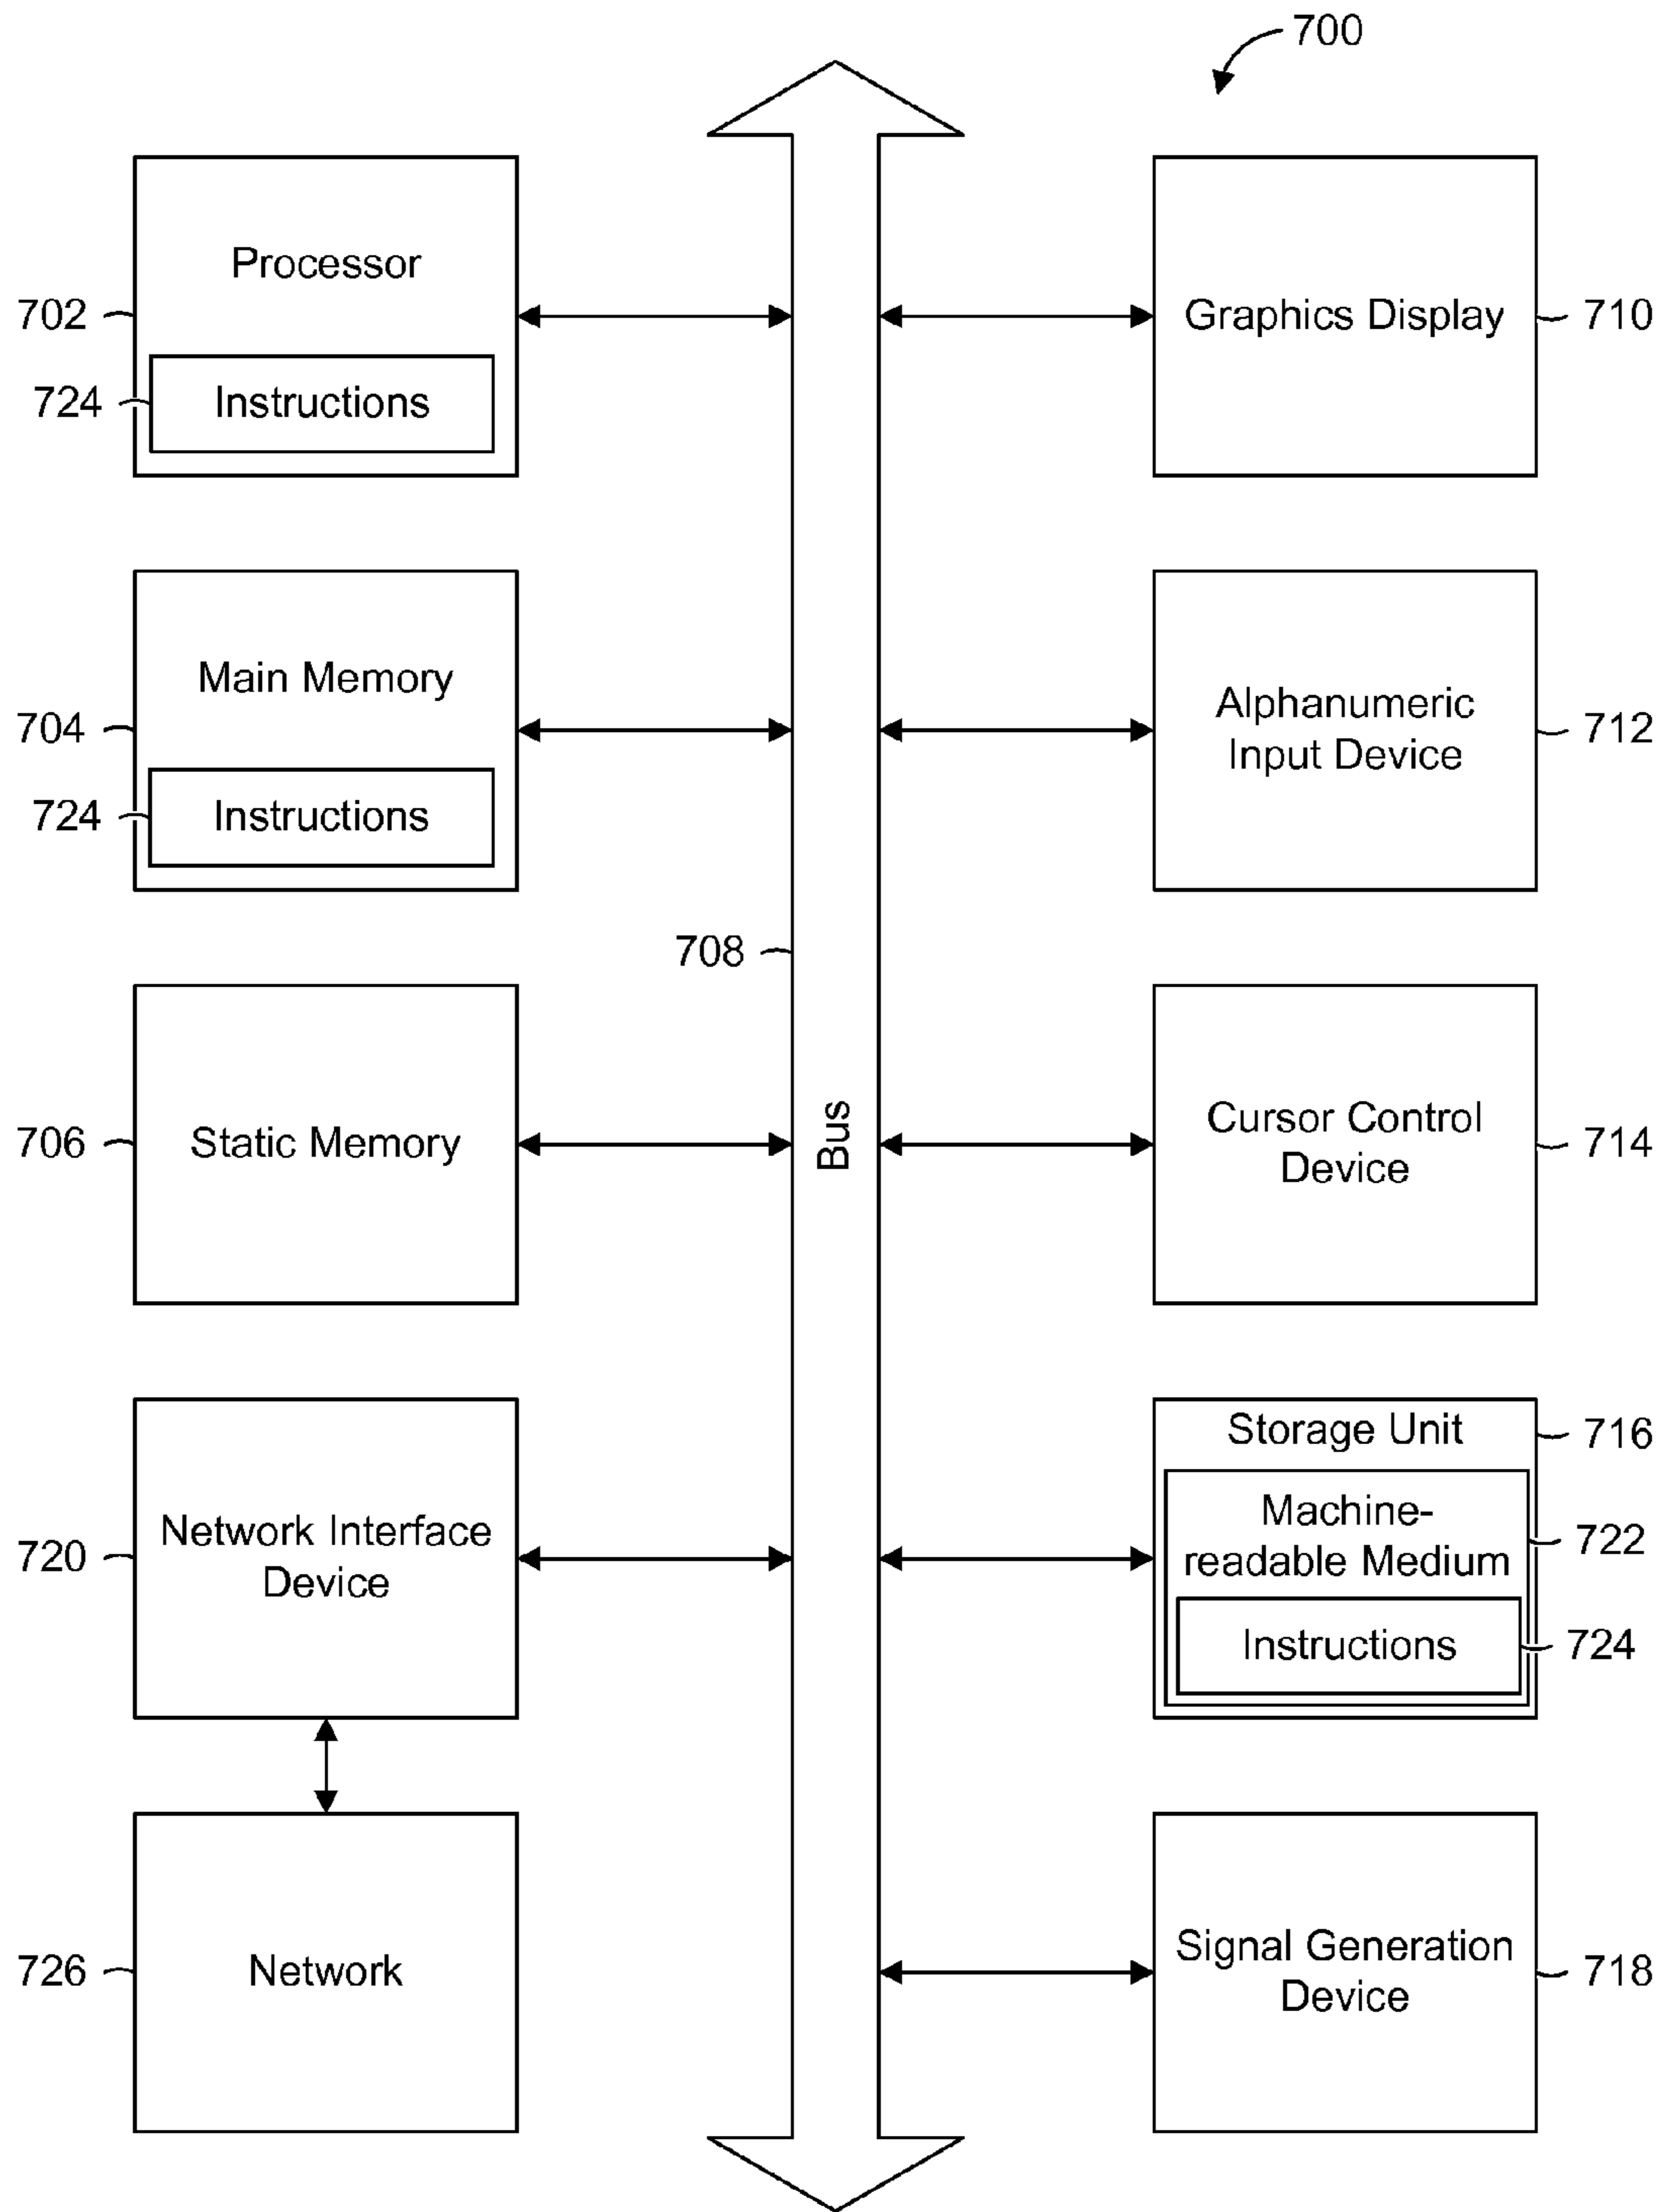 700
Processor
702
724
Instructions
Graphics Display
710
Main Memory
704
724
Instructions
Alphanumeric
Input Device
712
708
Bus
Static Memory
706
Cursor Control
Device
714
Network Interface
Device
720
Storage Unit
716
Machine-
readable Medium
722
Instructions
724
Network
726
Signal Generation
Device
718